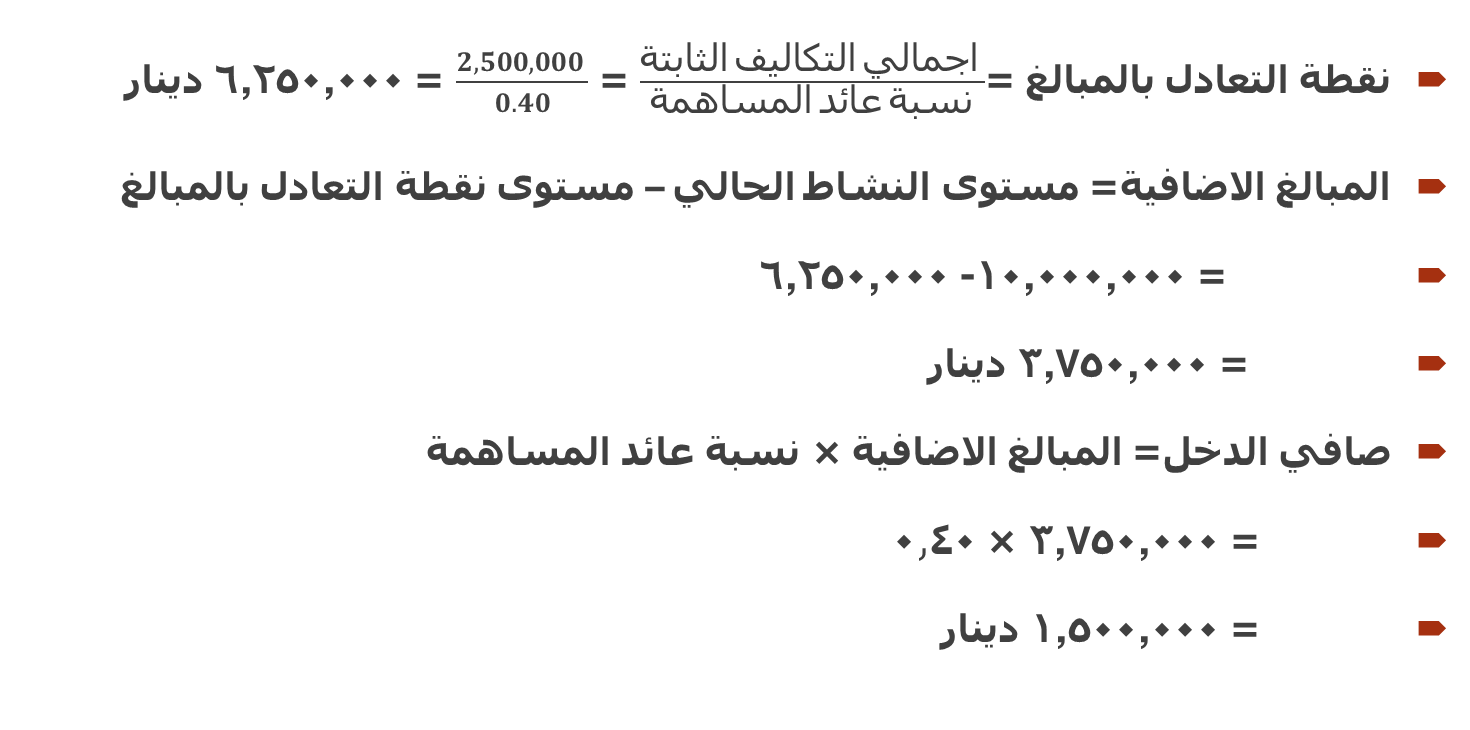 نقطة التعادل بالمبالغ = اجمالي التكاليف الثابتة / نسبة عائد المساهمة = 2,500,000 / 0.40 = ٦,٢٥٠,٠٠٠ دينار
المبالغ الاضافية= مستوى النشاط الحالي – مستوى نقطة التعادل بالمبالغ
= ١٠,٠٠٠,٠٠٠- ٦,٢٥٠,٠٠٠
= ٣,٧٥٠,٠٠٠ دينار
صافي الدخل= المبالغ الاضافية × نسبة عائد المساهمة
= ٣,٧٥٠,٠٠٠ × ٠,٤٠
= ١,٥٠٠,٠٠٠ دينار